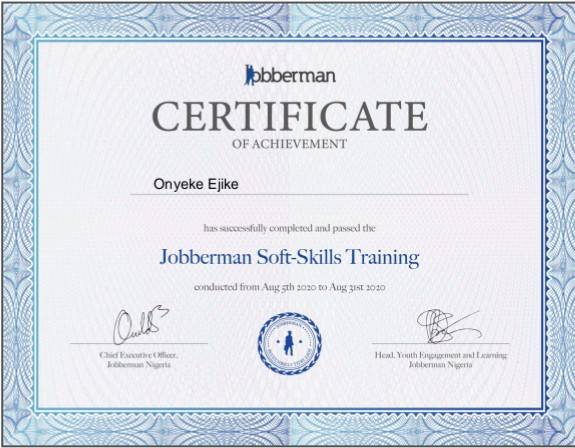 Jobberman
CERTIFICATE
OF ACHIEVEMENT
Onyeke Ejike
has successfully completed and passed the
Jobberman Soft-Skills Training
conducted from Aug 5th 2020 to Aug 31st 2020
Chief Executive Officer,
Jobberman Nigeria
JOBBERMAN
Head, Youth Engagement and Learning
Jobberman Nigeria